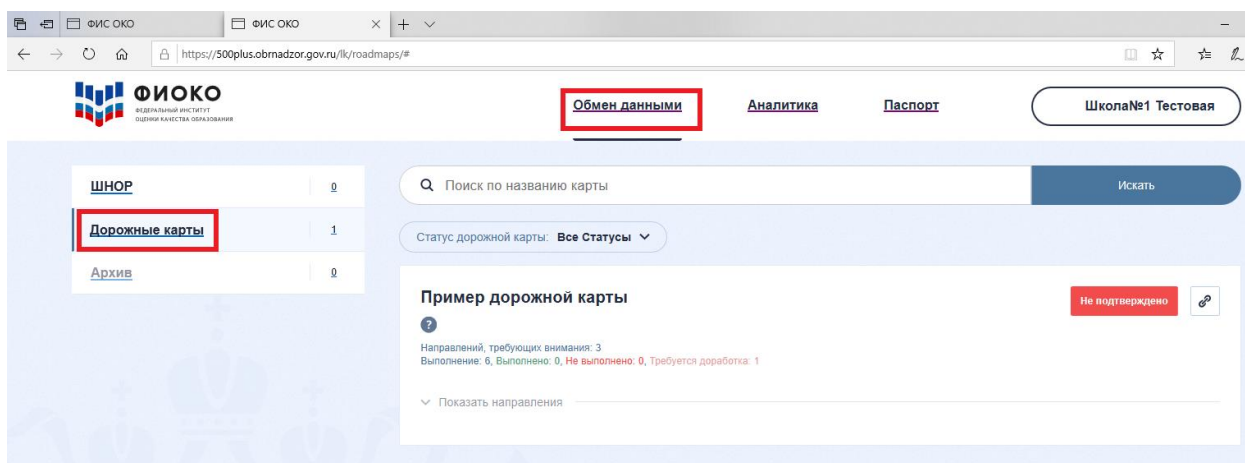 ФИС ОКО
ФИС ОКО
https://500plus.obrnadzor.gov.ru/lk/roadmaps/#
ФИОКО
ФЕДЕРАЛЬНЫЙ ИНСТИТУТ
ОЦЕНКИ КАЧЕСТВА ОБРАЗОВАНИЯ
Обмен данными
Аналитика
Паспорт
Школа№1 Тестовая
ШНОР 0
Дорожные карты 1
Архив 0
Поиск по названию карты
Искать
Статус дорожной карты: Все Статусы
Пример дорожной карты
Не подтверждено
?
Направлений, требующих внимания: 3
Выполнение: 6, Выполнено: 0, Не выполнено: 0, Требуется доработка: 1
Показать направления